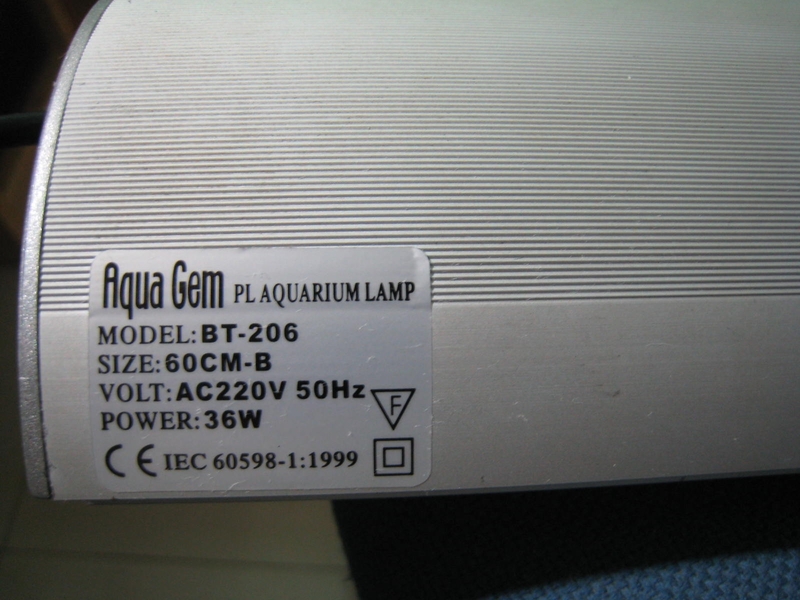 Aqua Gem PL AQUARIUM LAMP
MODEL:BT-206
SIZE:60CM-B
VOLT:AC220V 50Hz
POWER:36W
F
CE IEC 60598-1:1999